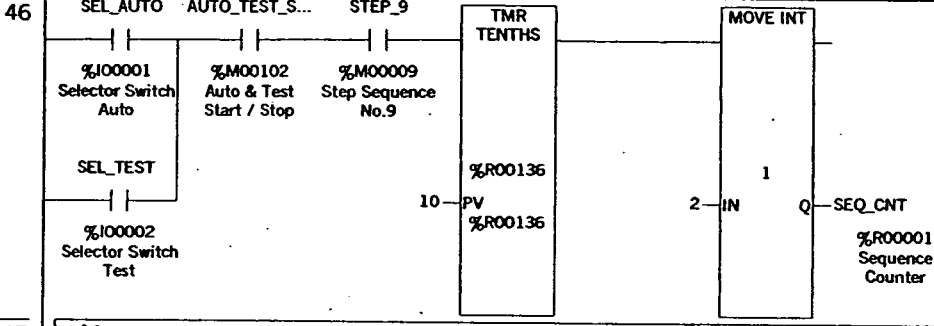 46
SEL_AUTO AUTO_TEST_S... STEP_9
TMR
TENTHS
MOVE INT
%I00001
Selector Switch
Auto
%M00102
Auto & Test
Start / Stop
%M00009
Step Sequence
No.9
SEL_TEST
%I00002
Selector Switch
Test
%R00136
10 PV
%R00136
1
2 IN Q SEQ_CNT
%R00001
Sequence
Counter